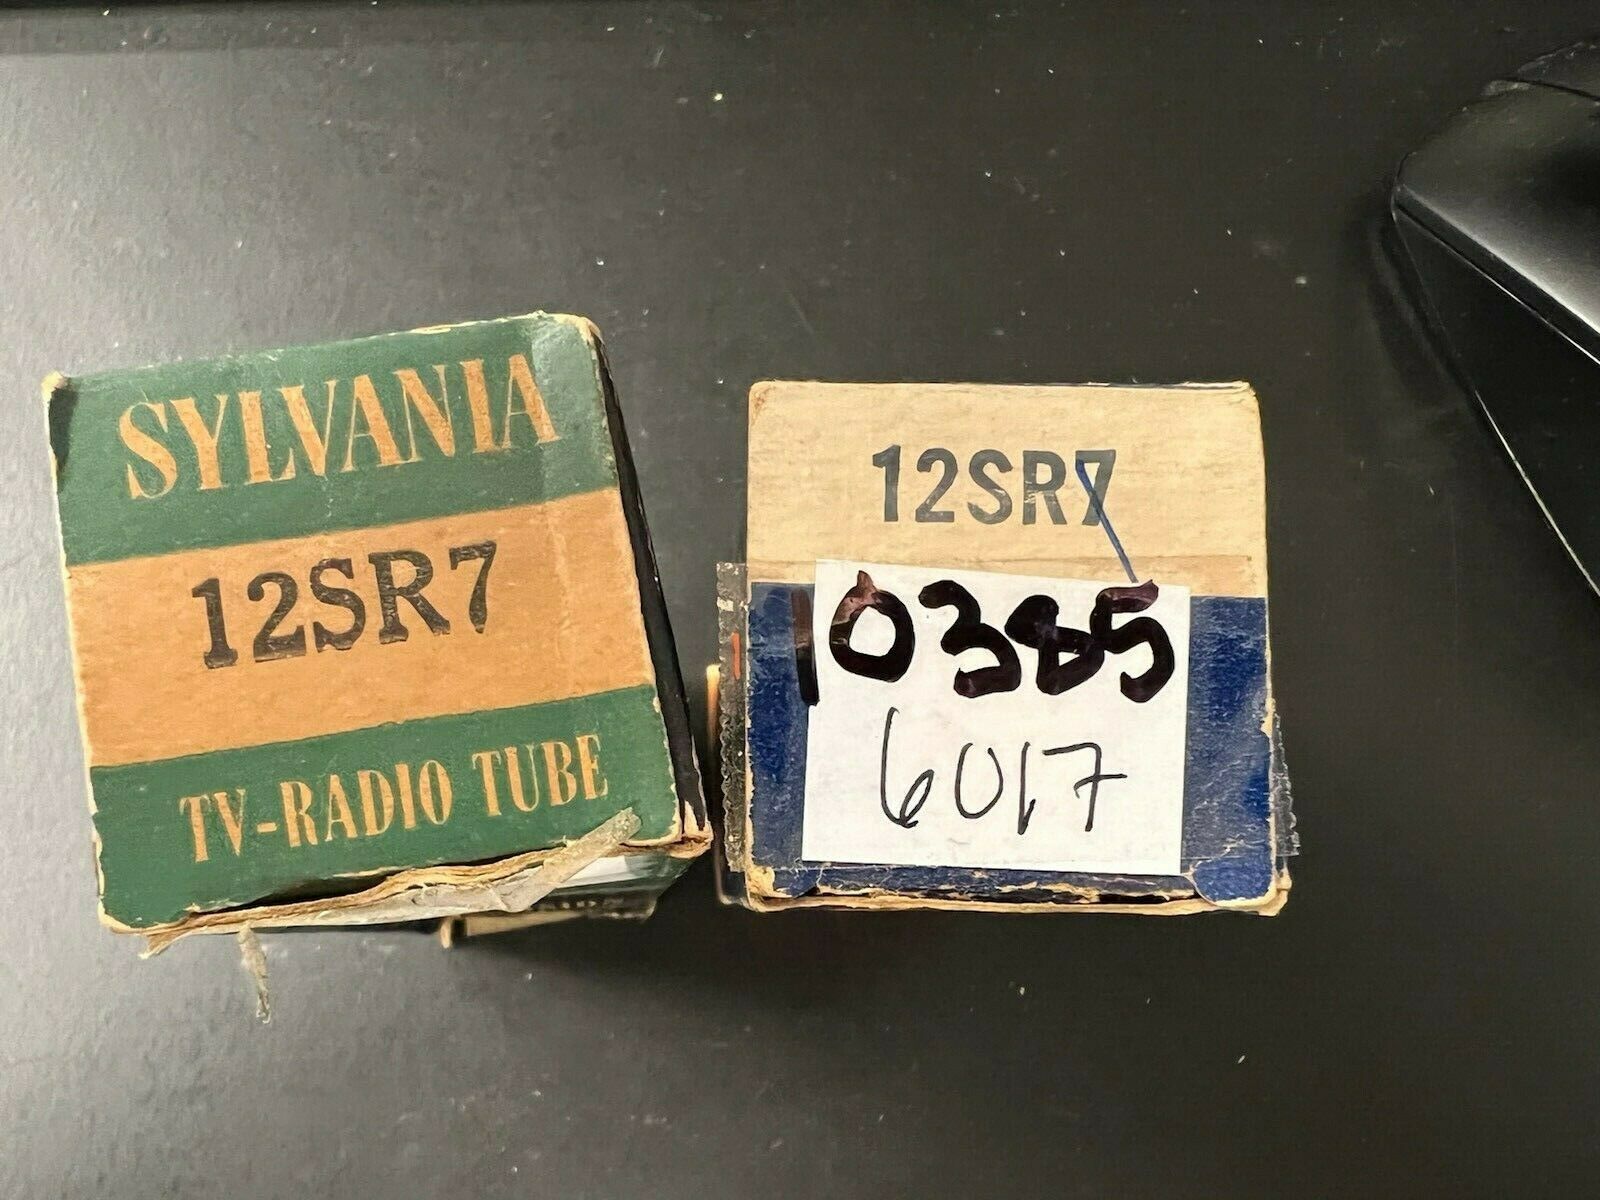 SYLVANIA
12SR7
TV-RADIO TUBE
12SR7
10385
6017